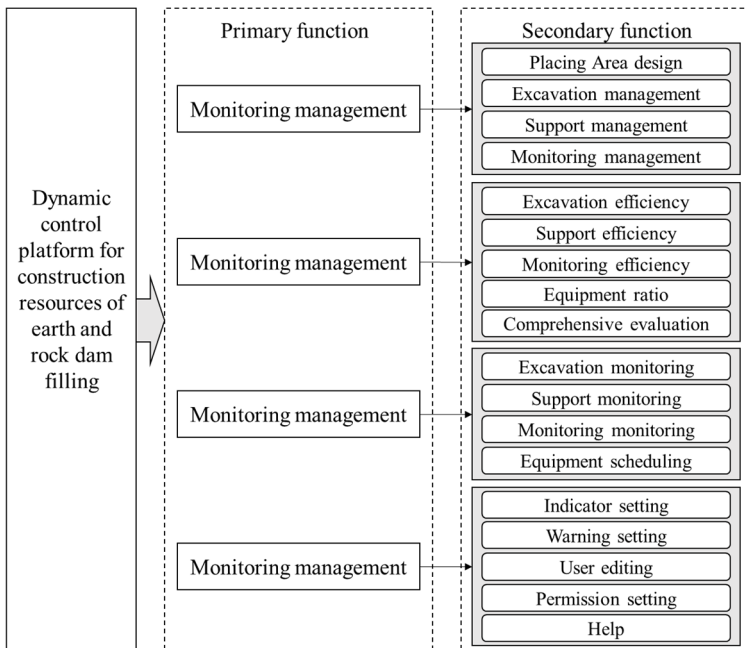 Dynamic
control
platform for
construction
resources of
earth and
rock dam
filling
Primary function
Monitoring management
Monitoring management
Monitoring management
Monitoring management
Secondary function
Placing Area design
Excavation management
Support management
Monitoring management
Excavation efficiency
Support efficiency
Monitoring efficiency
Equipment ratio
Comprehensive evaluation
Excavation monitoring
Support monitoring
Monitoring monitoring
Equipment scheduling
Indicator setting
Warning setting
User editing
Permission setting
Help